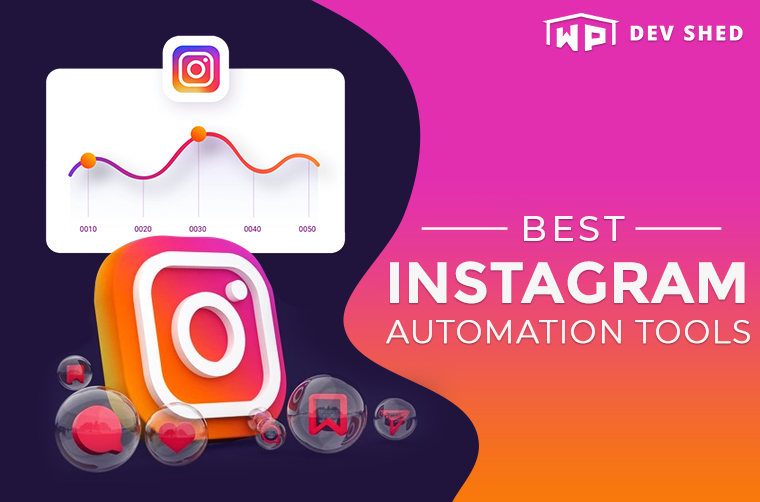 WP DEV SHED
0010 0020 0030 0040 0050
BEST
INSTAGRAM
AUTOMATION TOOLS